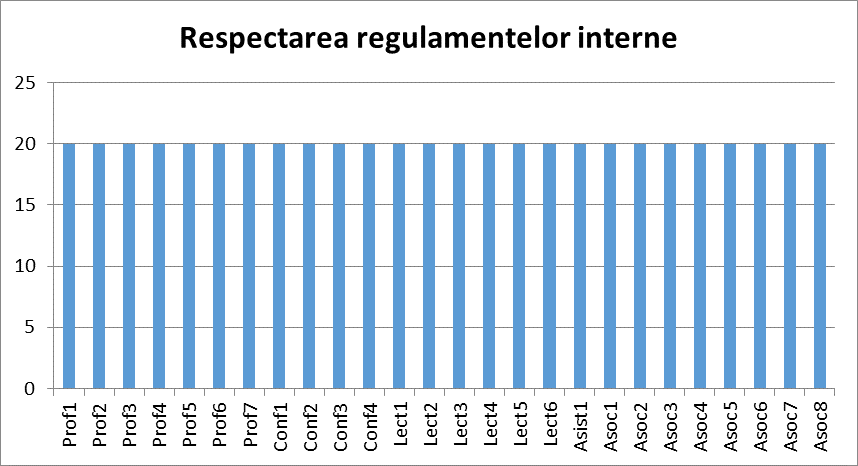 Respectarea regulamentelor interne
25
20
15
10
5
0
Prof1
Prof2
Prof3
Prof4
Prof5
Prof6
Prof7
Conf1
Conf2
Conf3
Conf4
Lect1
Lect2
Lect3
Lect4
Lect5
Lect6
Asist1
Asoc1
Asoc2
Asoc3
Asoc4
Asoc5
Asoc6
Asoc7
Asoc8